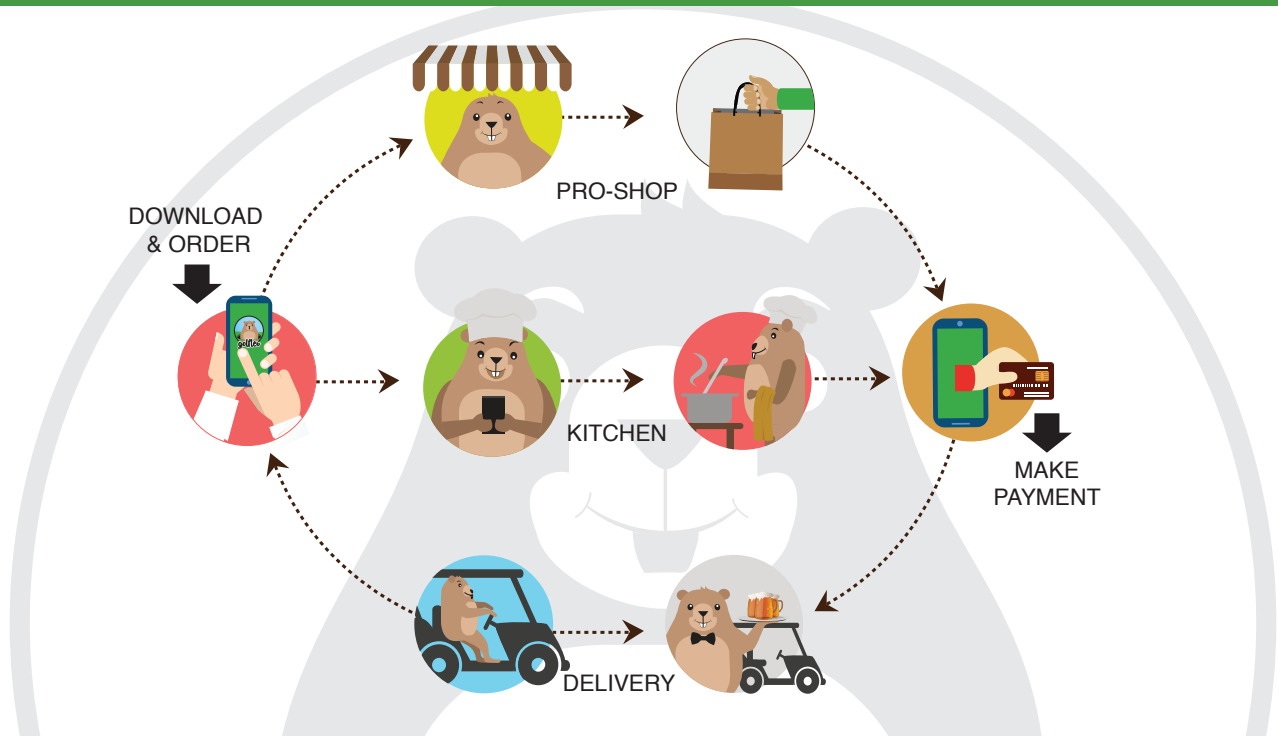 PRO-SHOP
DOWNLOAD
& ORDER
KITCHEN
MAKE
PAYMENT
DELIVERY